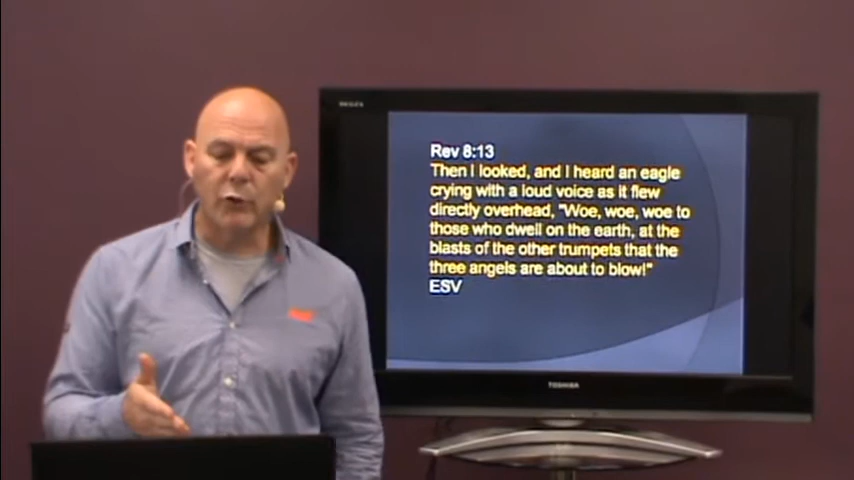 Rev 8:13
Then I looked, and I heard an eagle
crying with a loud voice as it flew
directly overhead, "Woe, woe, woe to
those who dwell on the earth, at the
blasts of the other trumpets that the
three angels are about to blow!"
ESV
TOSHIBA